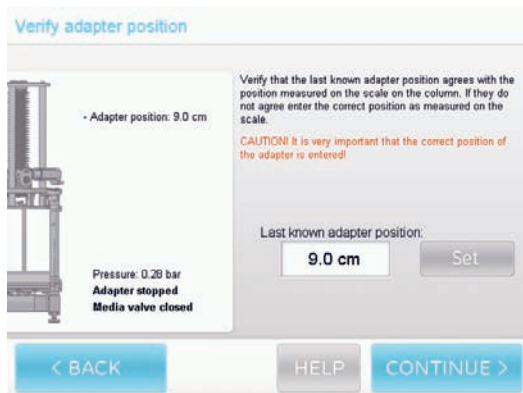 Verify adapter position
- Adapter position: 9.0 cm
Pressure: 0.28 bar
Adapter stopped
Media valve closed
Verify that the last known adapter position agrees with the
position measured on the scale on the column. If they do
not agree enter the correct position as measured on the
scale.
CAUTION! It is very important that the correct position of
the adapter is entered!
Last known adapter position:
9.0 cm
Set
< BACK
HELP
CONTINUE >